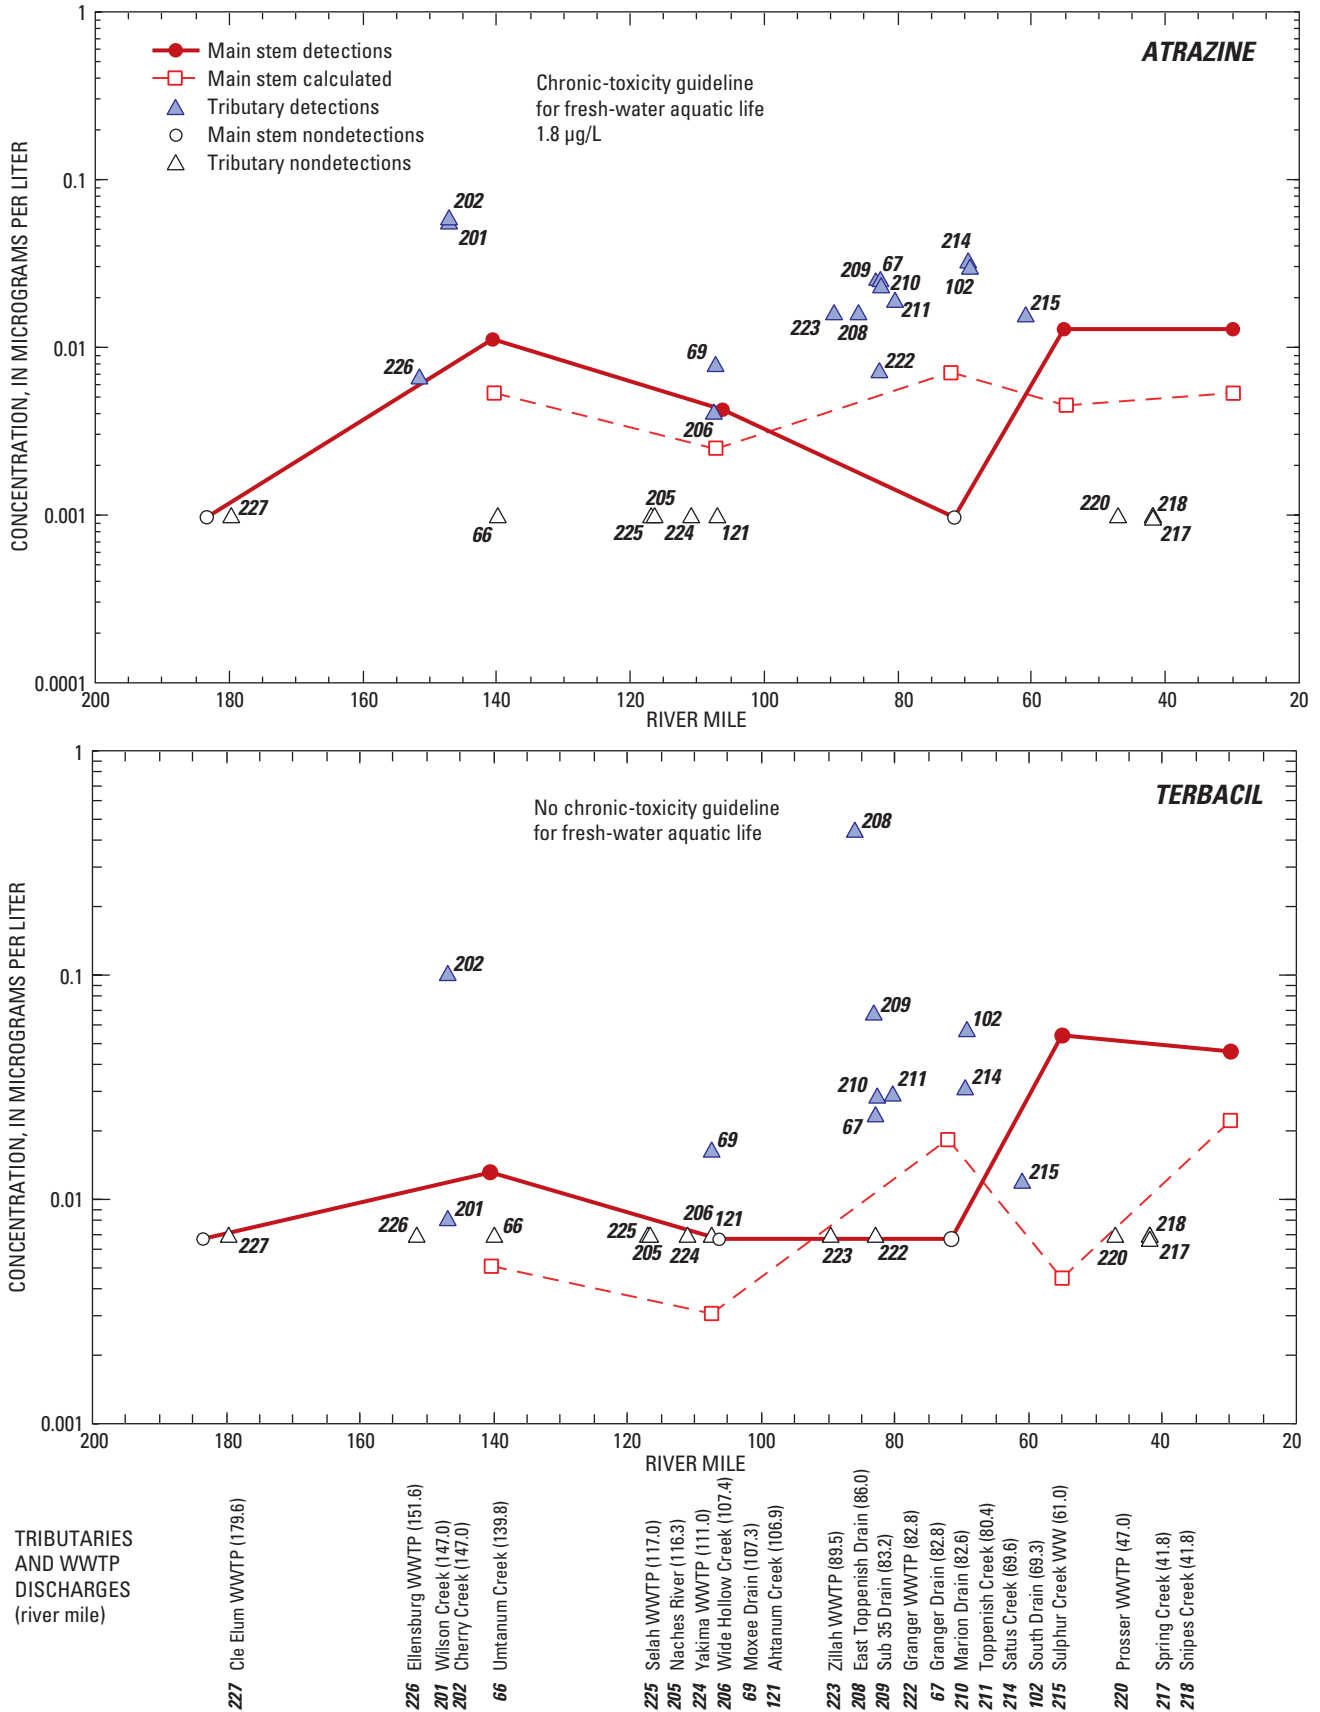 ATRAZINE
Main stem detections
Main stem calculated
Tributary detections
Main stem nondetections
Tributary nondetections
Chronic-toxicity guideline
for fresh-water aquatic life
1.8 µg/L
CONCENTRATION, IN MICROGRAMS PER LITER
1
0.1
0.01
0.001
0.0001
202
201
226
227
66
69
206
205
225
224
121
209
67
210
211
223
208
222
214
102
215
220
218
217
200 180 160 140 120 100 80 60 40 20
RIVER MILE
TERBACIL
No chronic-toxicity guideline
for fresh-water aquatic life
CONCENTRATION, IN MICROGRAMS PER LITER
1
0.1
0.01
0.001
208
202
209
102
210
211
214
67
69
215
201
226
66
227
225
205
206
121
224
223
222
220
218
217
200 180 160 140 120 100 80 60 40 20
RIVER MILE
TRIBUTARIES
AND WWTP
DISCHARGES
(river mile)
227 Cle Elum WWTP (179.6)
226 Ellensburg WWTP (151.6)
201 Wilson Creek (147.0)
202 Cherry Creek (147.0)
66 Umtanum Creek (139.8)
225 Selah WWTP (117.0)
205 Naches River (116.3)
224 Yakima WWTP (111.0)
206 Wide Hollow Creek (107.4)
69 Moxee Drain (107.3)
121 Ahtanum Creek (106.9)
223 Zillah WWTP (89.5)
208 East Toppenish Drain (86.0)
209 Sub 35 Drain (83.2)
222 Granger WWTP (82.8)
67 Granger Drain (82.8)
210 Marion Drain (82.6)
211 Toppenish Creek (80.4)
214 Satus Creek (69.6)
102 South Drain (69.3)
215 Sulphur Creek WW (61.0)
220 Prosser WWTP (47.0)
217 Spring Creek (41.8)
218 Snipes Creek (41.8)